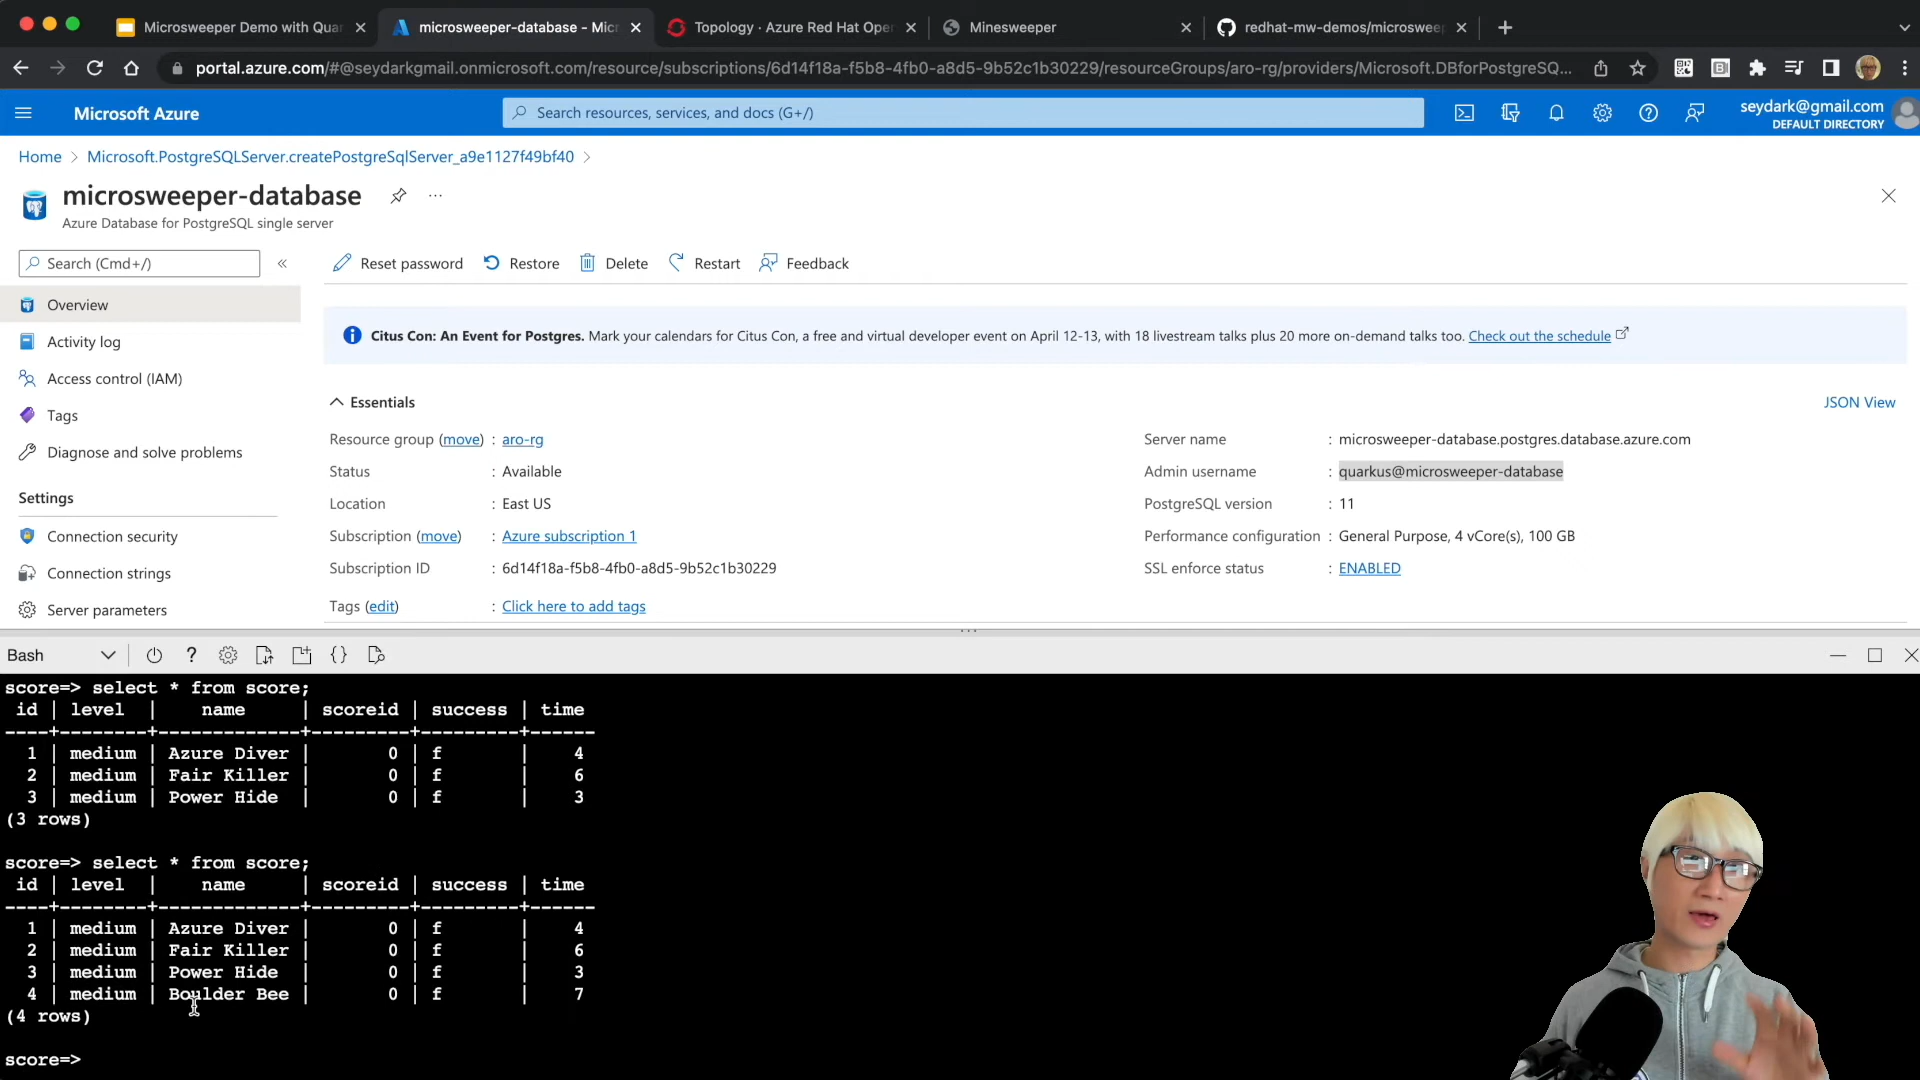 Microsweeper Demo with Quar
microsweeper-database - Micr
Topology · Azure Red Hat Oper
Minesweeper
redhat-mw-demos/microsweep
portal.azure.com/#@seydarkgmail.onmicrosoft.com/resource/subscriptions/6d14f18a-f5b8-4fb0-a8d5-9b52c1b30229/resourceGroups/aro-rg/providers/Microsoft.DBforPostgreSQ...
Microsoft Azure
Search resources, services, and docs (G+/)
seydark@gmail.com
DEFAULT DIRECTORY
Home > Microsoft.PostgreSQLServer.createPostgreSqlServer_a9e1127f49bf40 >
microsweeper-database
Azure Database for PostgreSQL single server
Search (Cmd+/)
Reset password Restore Delete Restart Feedback
Overview
Activity log
Access control (IAM)
Tags
Diagnose and solve problems
Settings
Connection security
Connection strings
Server parameters
Citus Con: An Event for Postgres. Mark your calendars for Citus Con, a free and virtual developer event on April 12-13, with 18 livestream talks plus 20 more on-demand talks too. Check out the schedule
Essentials
JSON View
Resource group (move) : aro-rg
Status : Available
Location : East US
Subscription (move) : Azure subscription 1
Subscription ID : 6d14f18a-f5b8-4fb0-a8d5-9b52c1b30229
Tags (edit) : Click here to add tags
Server name : microsweeper-database.postgres.database.azure.com
Admin username : quarkus@microsweeper-database
PostgreSQL version : 11
Performance configuration : General Purpose, 4 vCore(s), 100 GB
SSL enforce status : ENABLED
Bash
score=> select * from score;
id | level | name | scoreid | success | time
----+--------+-------------+---------+---------+------
1 | medium | Azure Diver | 0 | f | 4
2 | medium | Fair Killer | 0 | f | 6
3 | medium | Power Hide | 0 | f | 3
(3 rows)
score=> select * from score;
id | level | name | scoreid | success | time
----+--------+-------------+---------+---------+------
1 | medium | Azure Diver | 0 | f | 4
2 | medium | Fair Killer | 0 | f | 6
3 | medium | Power Hide | 0 | f | 3
4 | medium | Boulder Bee | 0 | f | 7
(4 rows)
score=>